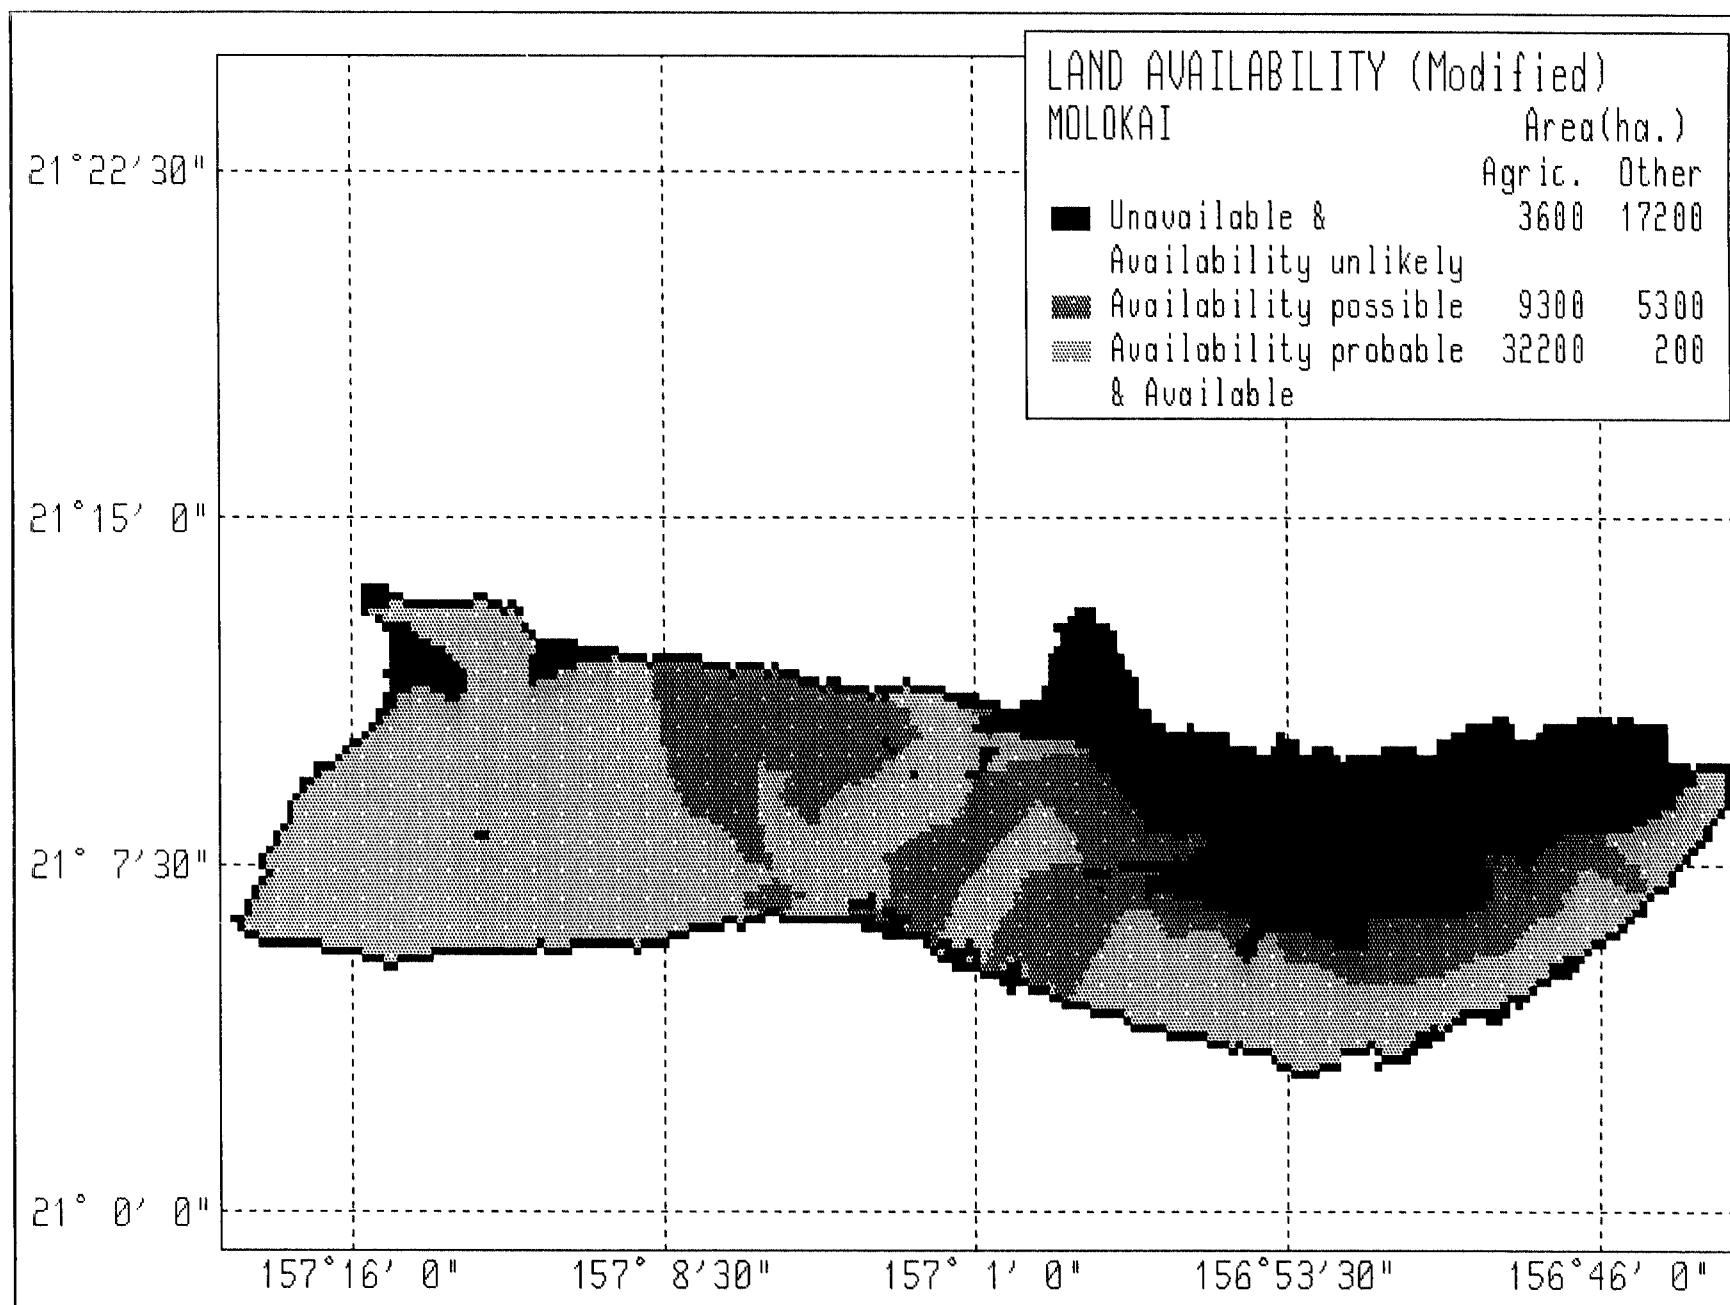 LAND AVAILABILITY (Modified)
MOLOKAI Area(ha.)
Agric. Other
Unavailable & 3600 17200
Availability unlikely
Availability possible 9300 5300
Availability probable 32200 200
& Available
21°22'30"
21°15' 0"
21° 7'30"
21° 0' 0"
157°16' 0" 157° 8'30" 157° 1' 0" 156°53'30" 156°46' 0"